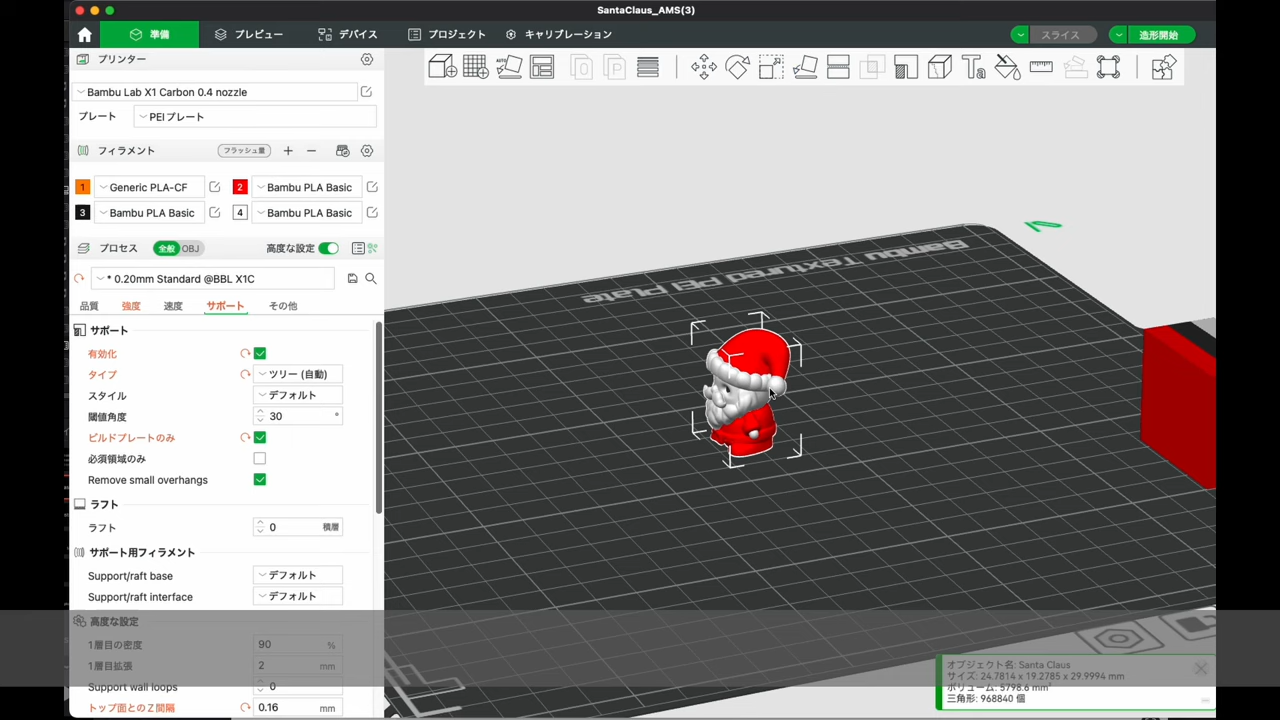 SantaClaus_AMS(3)
準備
プレビュー
デバイス
プロジェクト
キャリブレーション
スライス
造形開始
プリンター
Bambu Lab X1 Carbon 0.4 nozzle
プレート
PEIプレート
フィラメント
フラッシュ量
1 Generic PLA-CF
2 Bambu PLA Basic
3 Bambu PLA Basic
4 Bambu PLA Basic
プロセス 全般 OBJ 高度な設定
* 0.20mm Standard @BBL X1C
品質 強度 速度 サポート その他
サポート
有効化
タイプ ツリー (自動)
スタイル デフォルト
閾値角度 30 °
ビルドプレートのみ
必須領域のみ
Remove small overhangs
ラフト
ラフト 0 積層
サポート用フィラメント
Support/raft base デフォルト
Support/raft interface デフォルト
高度な設定
1層目の密度 90 %
1層目拡張 2 mm
Support wall loops 0
トップ面とのZ間隔 0.16 mm
Bambu Textured PEI Plate
オブジェクト名: Santa Claus
サイズ: 24.7814 x 19.2785 x 29.9994 mm
ボリューム: 5798.6 mm³
三角形: 968840 個